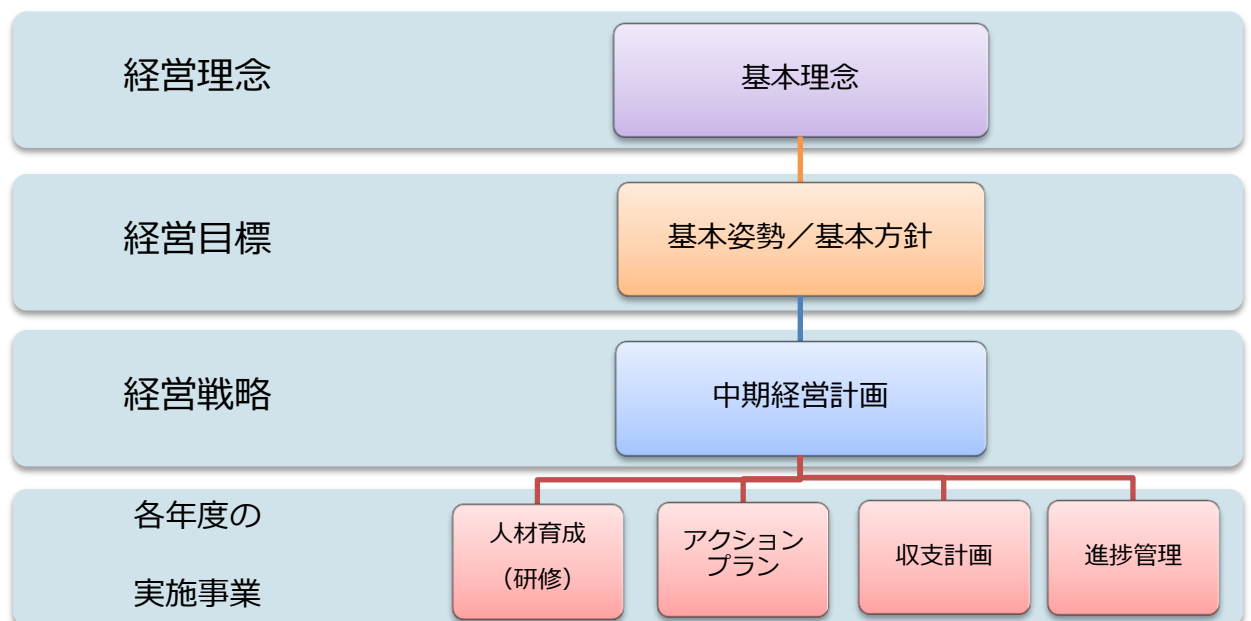 経営理念
基本理念
経営目標
基本姿勢／基本方針
経営戦略
中期経営計画
各年度の
実施事業
人材育成
（研修）
アクション
プラン
収支計画
進捗管理